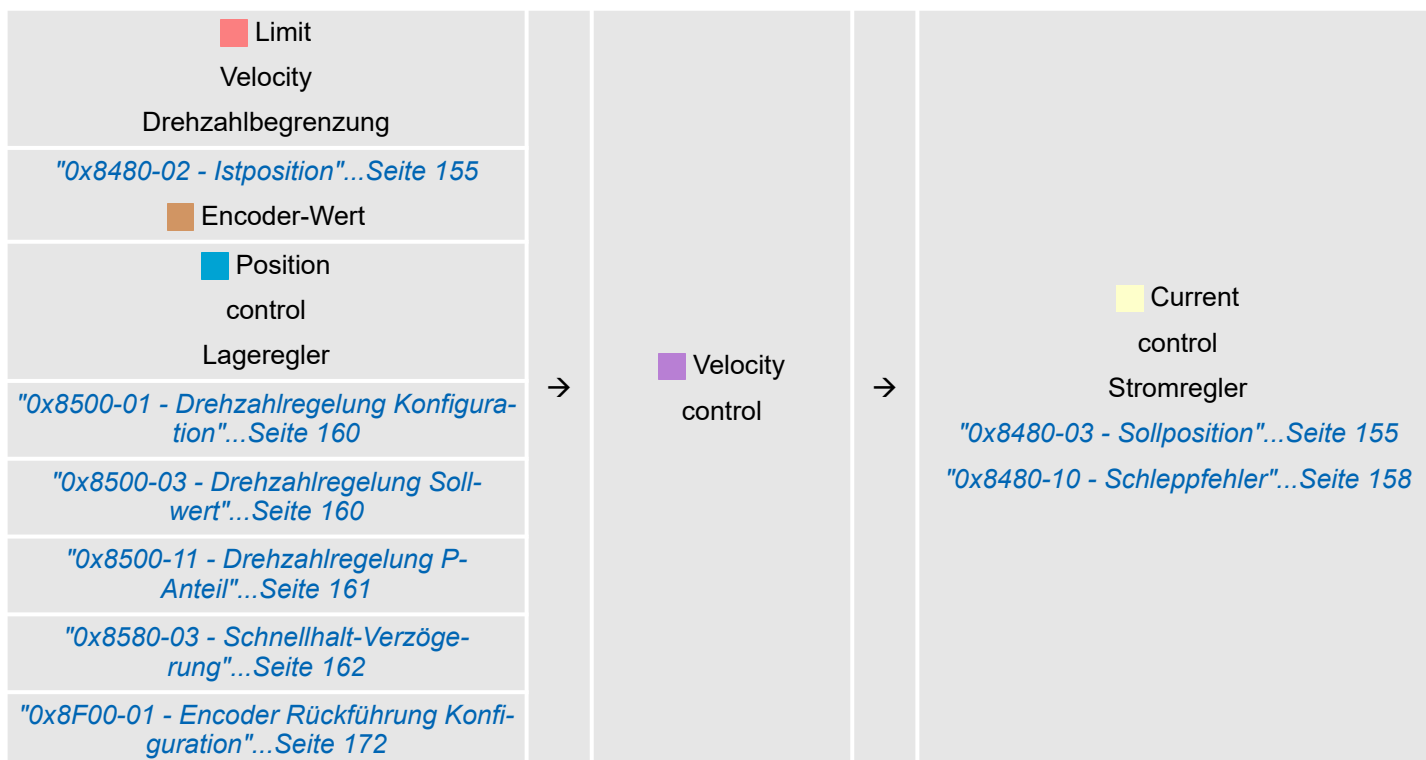 Limit
Velocity
Drehzahlbegrenzung
"0x8480-02 - Istposition"...Seite 155
Encoder-Wert
Position
control
Lageregler
"0x8500-01 - Drehzahlregelung Konfigura-
tion"...Seite 160
"0x8500-03 - Drehzahlregelung Soll-
wert"...Seite 160
"0x8500-11 - Drehzahlregelung P-
Anteil"...Seite 161
"0x8580-03 - Schnellhalt-Verzöge-
rung"...Seite 162
"0x8F00-01 - Encoder Rückführung Konfi-
guration"...Seite 172
→
Velocity
control
→
Current
control
Stromregler
"0x8480-03 - Sollposition"...Seite 155
"0x8480-10 - Schleppfehler"...Seite 158